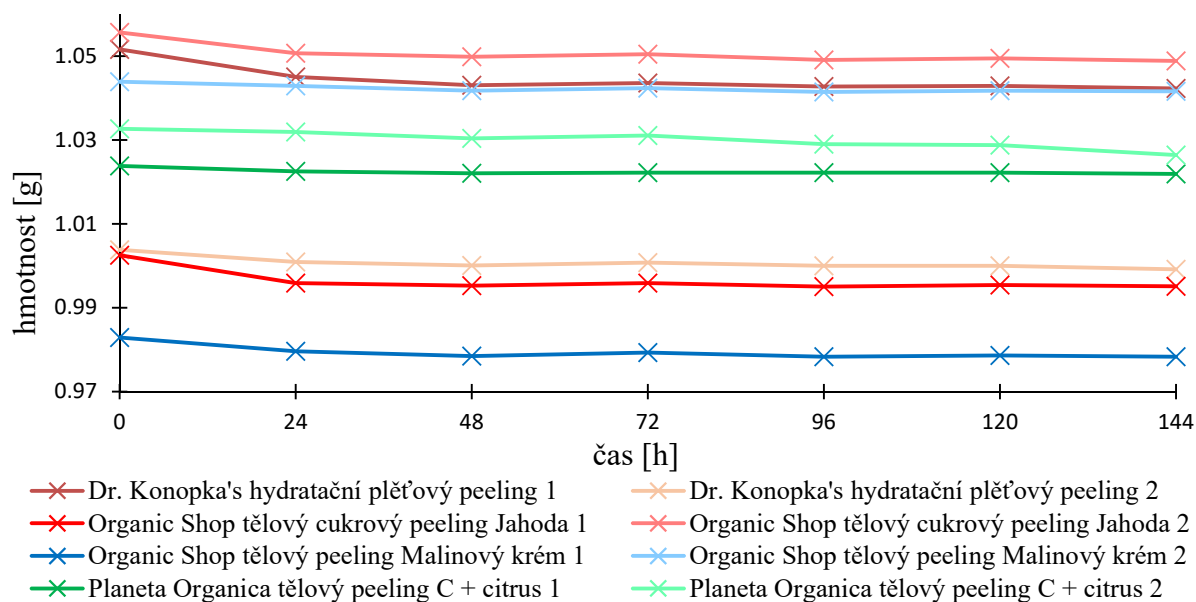 1.05
1.03
1.01
0.99
0.97
hmotnost [g]
0 24 48 72 96 120 144
čas [h]
Dr. Konopka's hydratační plěťový peeling 1
Dr. Konopka's hydratační plěťový peeling 2
Organic Shop tělový cukrový peeling Jahoda 1
Organic Shop tělový cukrový peeling Jahoda 2
Organic Shop tělový peeling Malinový krém 1
Organic Shop tělový peeling Malinový krém 2
Planeta Organica tělový peeling C + citrus 1
Planeta Organica tělový peeling C + citrus 2